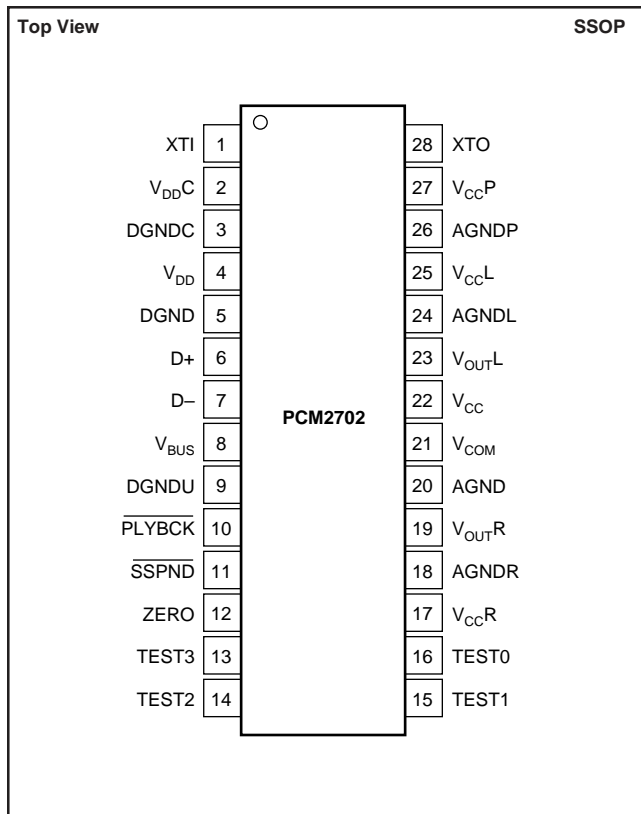 Top View SSOP
XTI 1 28 XTO
VDDC 2 27 VCCP
DGNDC 3 26 AGNDP
VDD 4 25 VCCL
DGND 5 24 AGNDL
D+ 6 23 VOUTL
D– 7 22 VCC
PCM2702
VBUS 8 21 VCOM
DGNDU 9 20 AGND
PLYBCK 10 19 VOUTR
SSPND 11 18 AGNDR
ZERO 12 17 VCCR
TEST3 13 16 TEST0
TEST2 14 15 TEST1